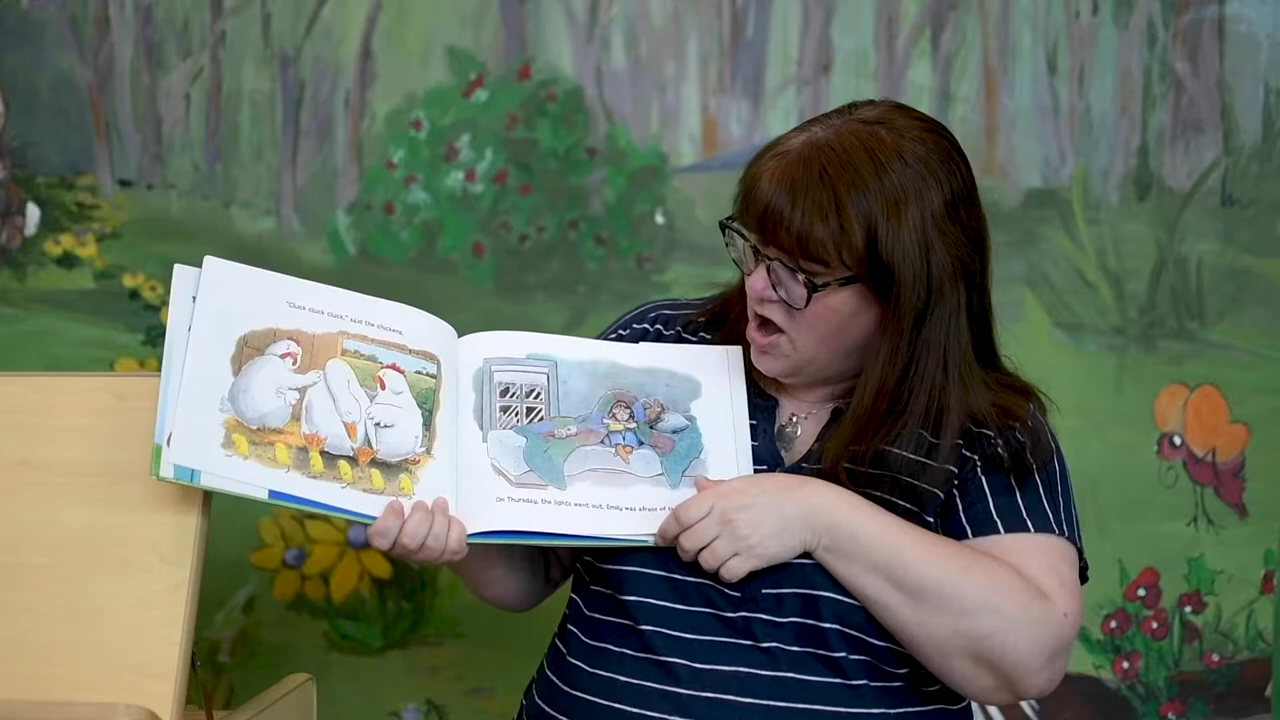 "Cluck cluck cluck," said the chickens.
On Thursday, the lights went out. Emily was afraid of